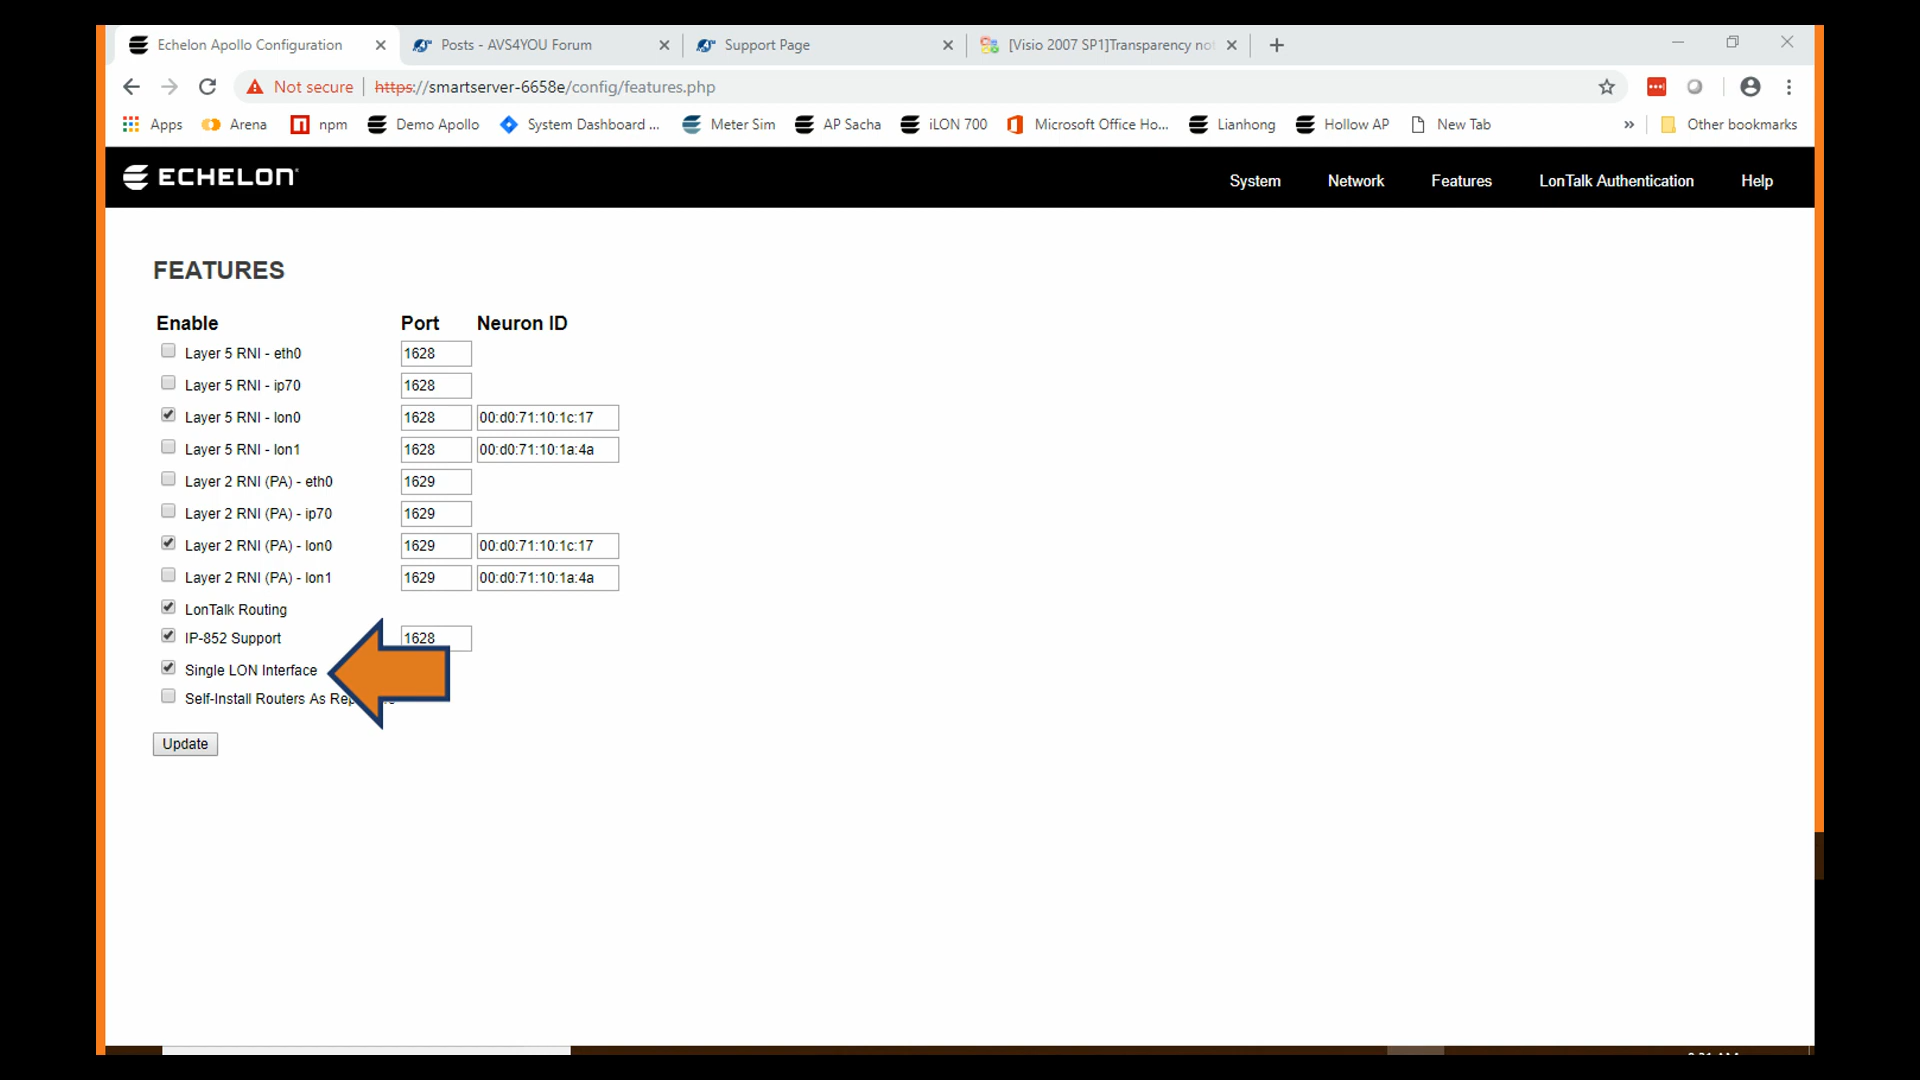 Echelon Apollo Configuration
Posts - AVS4YOU Forum
Support Page
[Visio 2007 SP1]Transparency not
Not secure https://smartserver-6658e/config/features.php
Apps Arena npm Demo Apollo System Dashboard ... Meter Sim AP Sacha iLON 700 Microsoft Office Ho... Lianhong Hollow AP New Tab » Other bookmarks
ECHELON
System Network Features LonTalk Authentication Help
FEATURES
Enable Port Neuron ID
Layer 5 RNI - eth0 1628
Layer 5 RNI - ip70 1628
Layer 5 RNI - lon0 1628 00:d0:71:10:1c:17
Layer 5 RNI - lon1 1628 00:d0:71:10:1a:4a
Layer 2 RNI (PA) - eth0 1629
Layer 2 RNI (PA) - ip70 1629
Layer 2 RNI (PA) - lon0 1629 00:d0:71:10:1c:17
Layer 2 RNI (PA) - lon1 1629 00:d0:71:10:1a:4a
LonTalk Routing
IP-852 Support 1628
Single LON Interface
Self-Install Routers As
Update